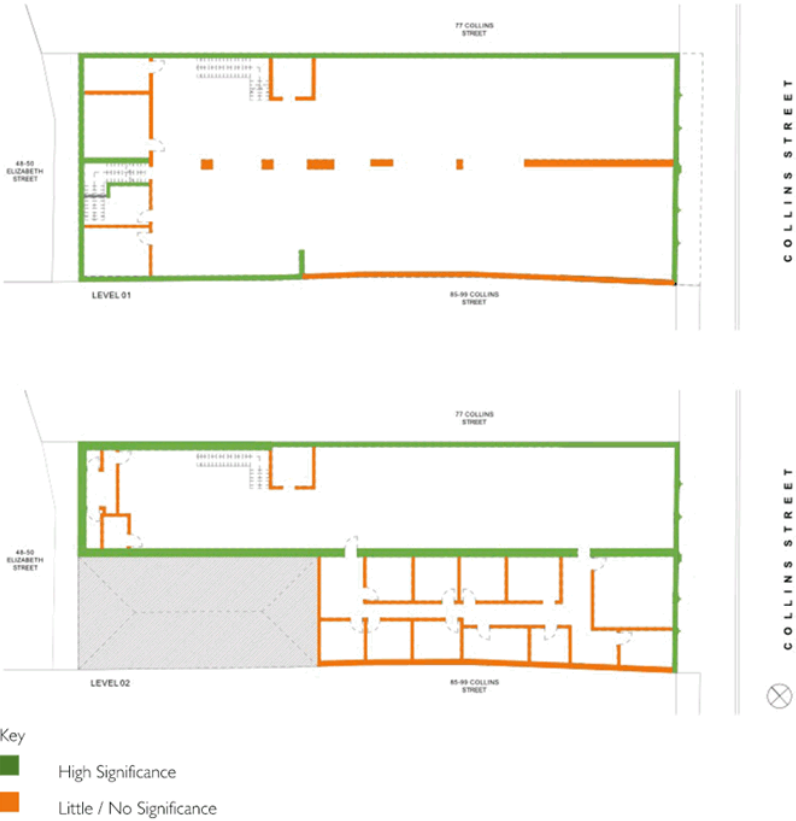 77 COLLINS
STREET
COLLINS STREET
48-50
ELIZABETH
STREET
LEVEL 01
85-99 COLLINS
STREET
77 COLLINS
STREET
COLLINS STREET
48-50
ELIZABETH
STREET
LEVEL 02
85-99 COLLINS
STREET
Key
High Significance
Little / No Significance